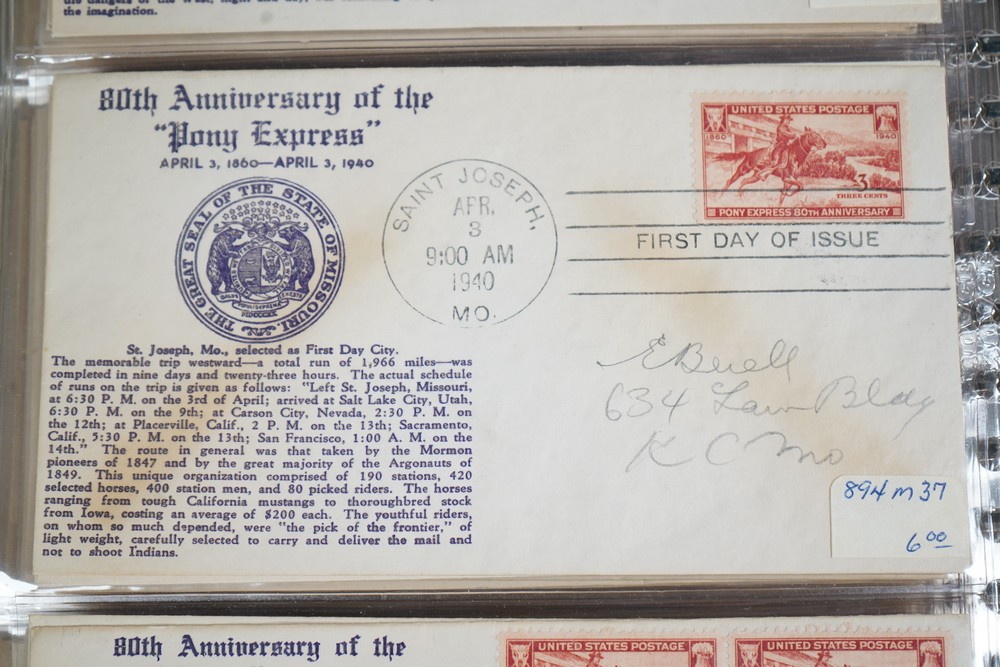 the imagination.
80th Anniversary of the
"Pony Express"
APRIL 3, 1860—APRIL 3, 1940
THE GREAT SEAL OF THE STATE OF MISSOURI
St. Joseph, Mo., selected as First Day City.
The memorable trip westward—a total run of 1,966 miles—was
completed in nine days and twenty-three hours. The actual schedule
of runs on the trip is given as follows: "Left St. Joseph, Missouri,
at 6:30 P. M. on the 3rd of April; arrived at Salt Lake City, Utah,
6:30 P. M. on the 9th; at Carson City, Nevada, 2:30 P. M. on
the 12th; at Placerville, Calif., 2 P. M. on the 13th; Sacramento,
Calif., 5:30 P. M. on the 13th; San Francisco, 1:00 A. M. on the
14th." The route in general was that taken by the Mormon
pioneers of 1847 and by the great majority of the Argonauts of
1849. This unique organization comprised of 190 stations, 420
selected horses, 400 station men, and 80 picked riders. The horses
ranging from tough California mustangs to thoroughbred stock
from Iowa, costing an average of $200 each. The youthful riders,
on whom so much depended, were "the pick of the frontier," of
light weight, carefully selected to carry and deliver the mail and
not to shoot Indians.
SAINT JOSEPH,
APR.
3
9:00 AM
1940
MO.
UNITED STATES POSTAGE
1860 1940
3
THREE CENTS
PONY EXPRESS 80TH ANNIVERSARY
FIRST DAY OF ISSUE
634 Law Bldg
K C Mo
894 M 37
6 00
80th Anniversary of the
UNITED STATES POSTAGE
UNITED STATES POSTAGE